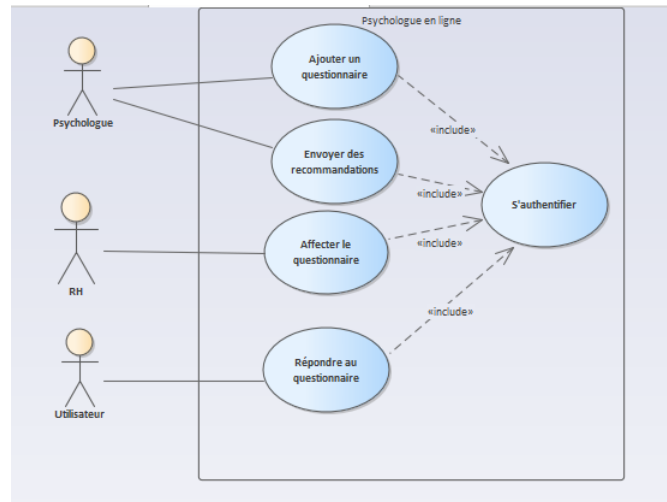 Psychologue en ligne
Ajouter un
questionnaire
Psychologue
«include»
Envoyer des
recommandations
«include»
S'authentifier
Affecter le
questionnaire
«include»
RH
«include»
Répondre au
questionnaire
Utilisateur